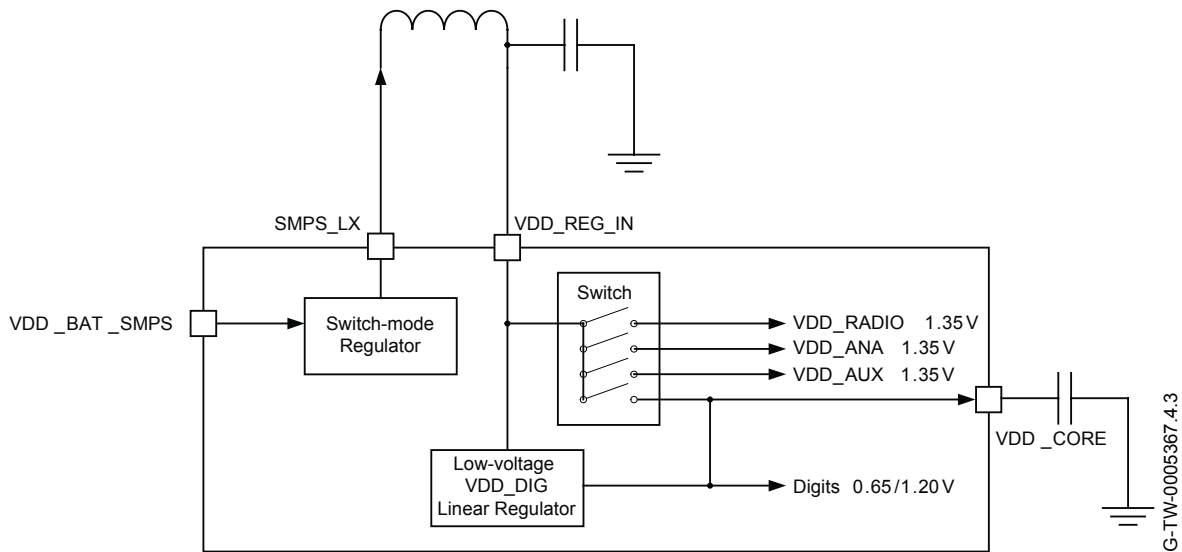 SMPS_LX
VDD_REG_IN
VDD _BAT _SMPS
Switch-mode
Regulator
Switch
VDD_RADIO 1.35 V
VDD_ANA 1.35 V
VDD_AUX 1.35 V
VDD _CORE
Low-voltage
VDD_DIG
Linear Regulator
Digits 0.65/1.20 V
G-TW-0005367.4.3